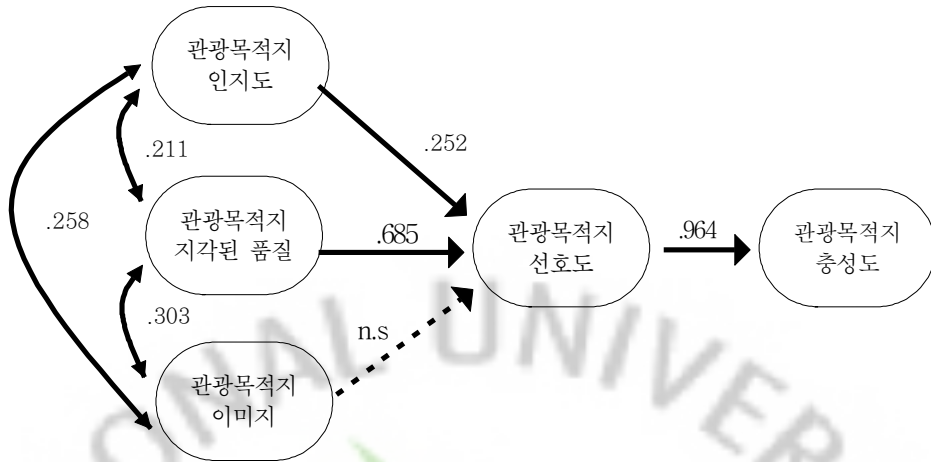 관광목적지
인지도
.252
.211
관광목적지
지각된 품질
.258
.685
관광목적지
선호도
.964
관광목적지
충성도
.303
n.s
관광목적지
이미지
ONAL UNIVER